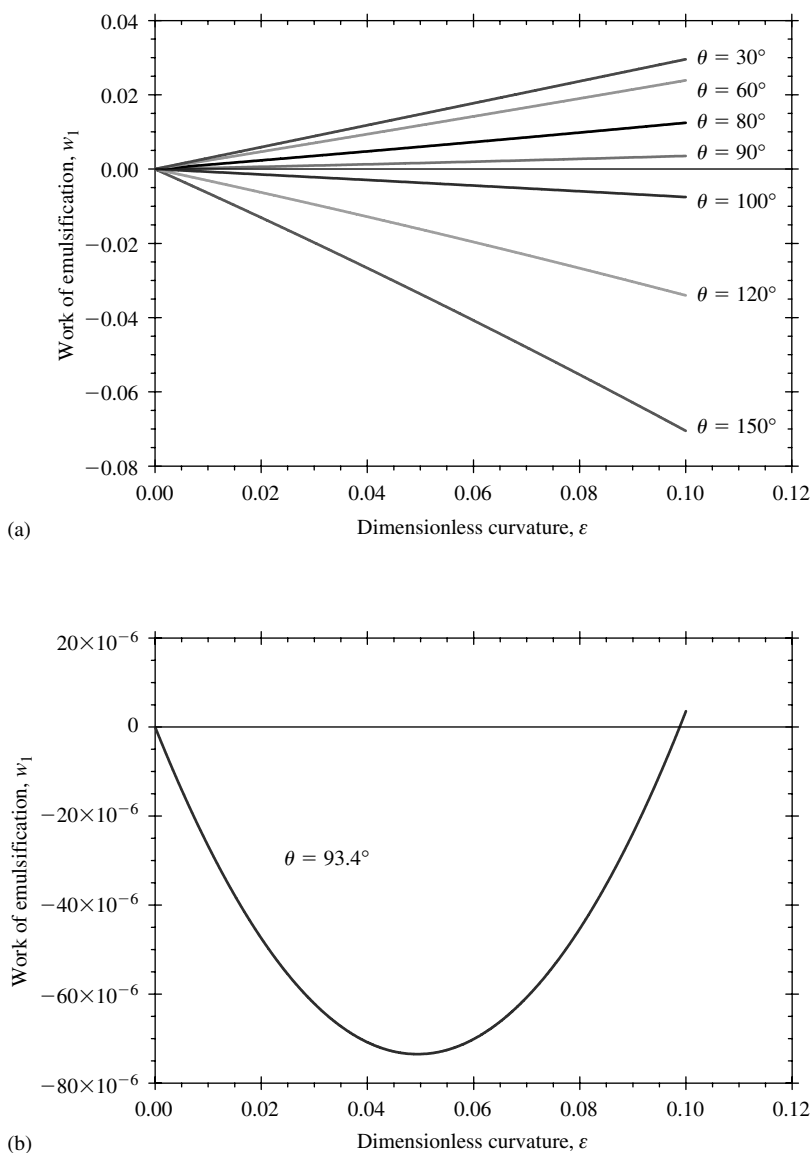 0.04
0.02
0.00
−0.02
−0.04
−0.06
−0.08
Work of emulsification, w₁
θ = 30°
θ = 60°
θ = 80°
θ = 90°
θ = 100°
θ = 120°
θ = 150°
0.00 0.02 0.04 0.06 0.08 0.10 0.12
(a)
Dimensionless curvature, ε
20×10⁻⁶
0
−20×10⁻⁶
−40×10⁻⁶
−60×10⁻⁶
−80×10⁻⁶
Work of emulsification, w₁
θ = 93.4°
0.00 0.02 0.04 0.06 0.08 0.10 0.12
(b)
Dimensionless curvature, ε